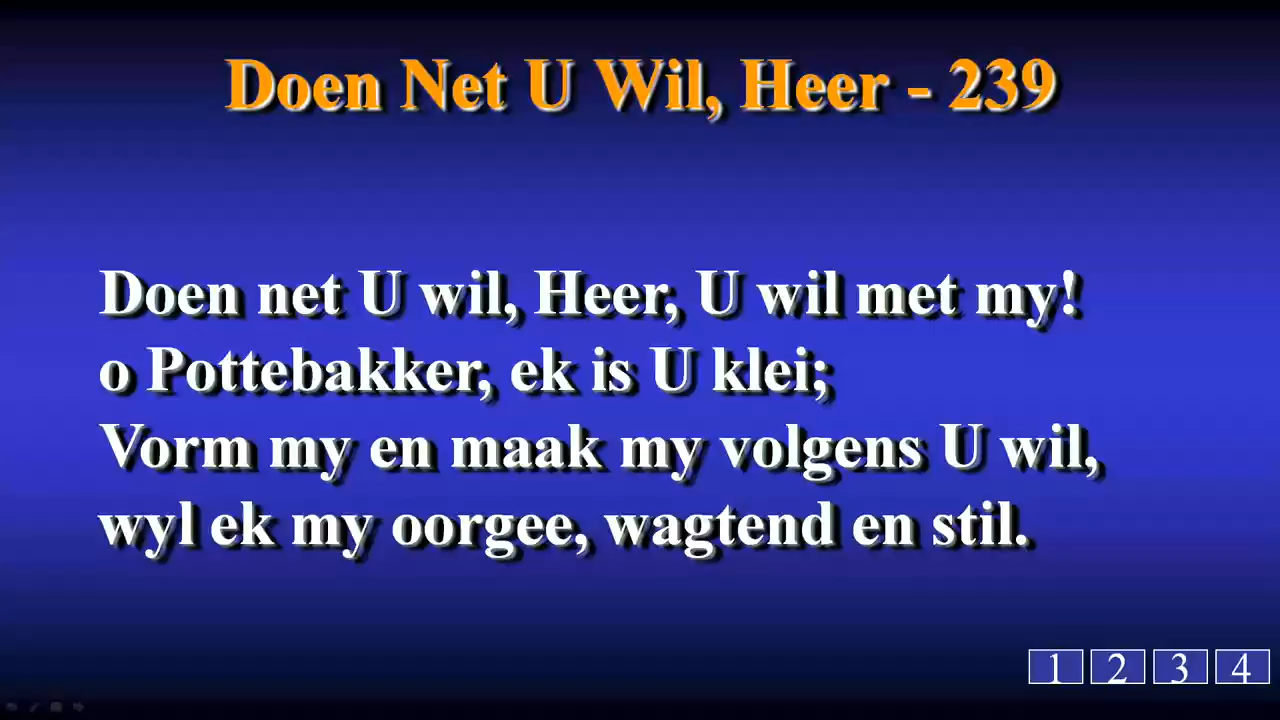 Doen Net U Wil, Heer - 239
Doen net U wil, Heer, U wil met my!
o Pottebakker, ek is U klei;
Vorm my en maak my volgens U wil,
wyl ek my oorgee, wagtend en stil.
1 2 3 4